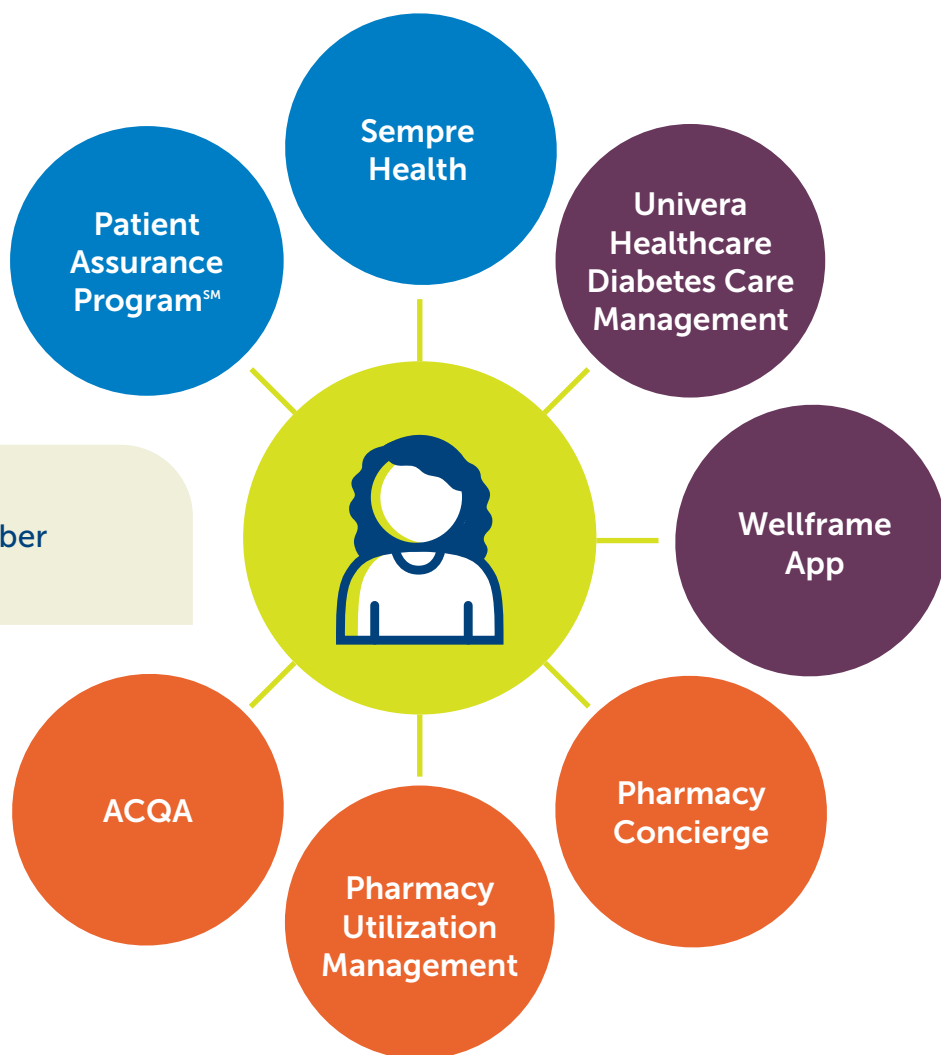 Sempre
Health
Patient
Assurance
Program℠
Univera
Healthcare
Diabetes Care
Management
Wellframe
App
ber
ACQA
Pharmacy
Concierge
Pharmacy
Utilization
Management